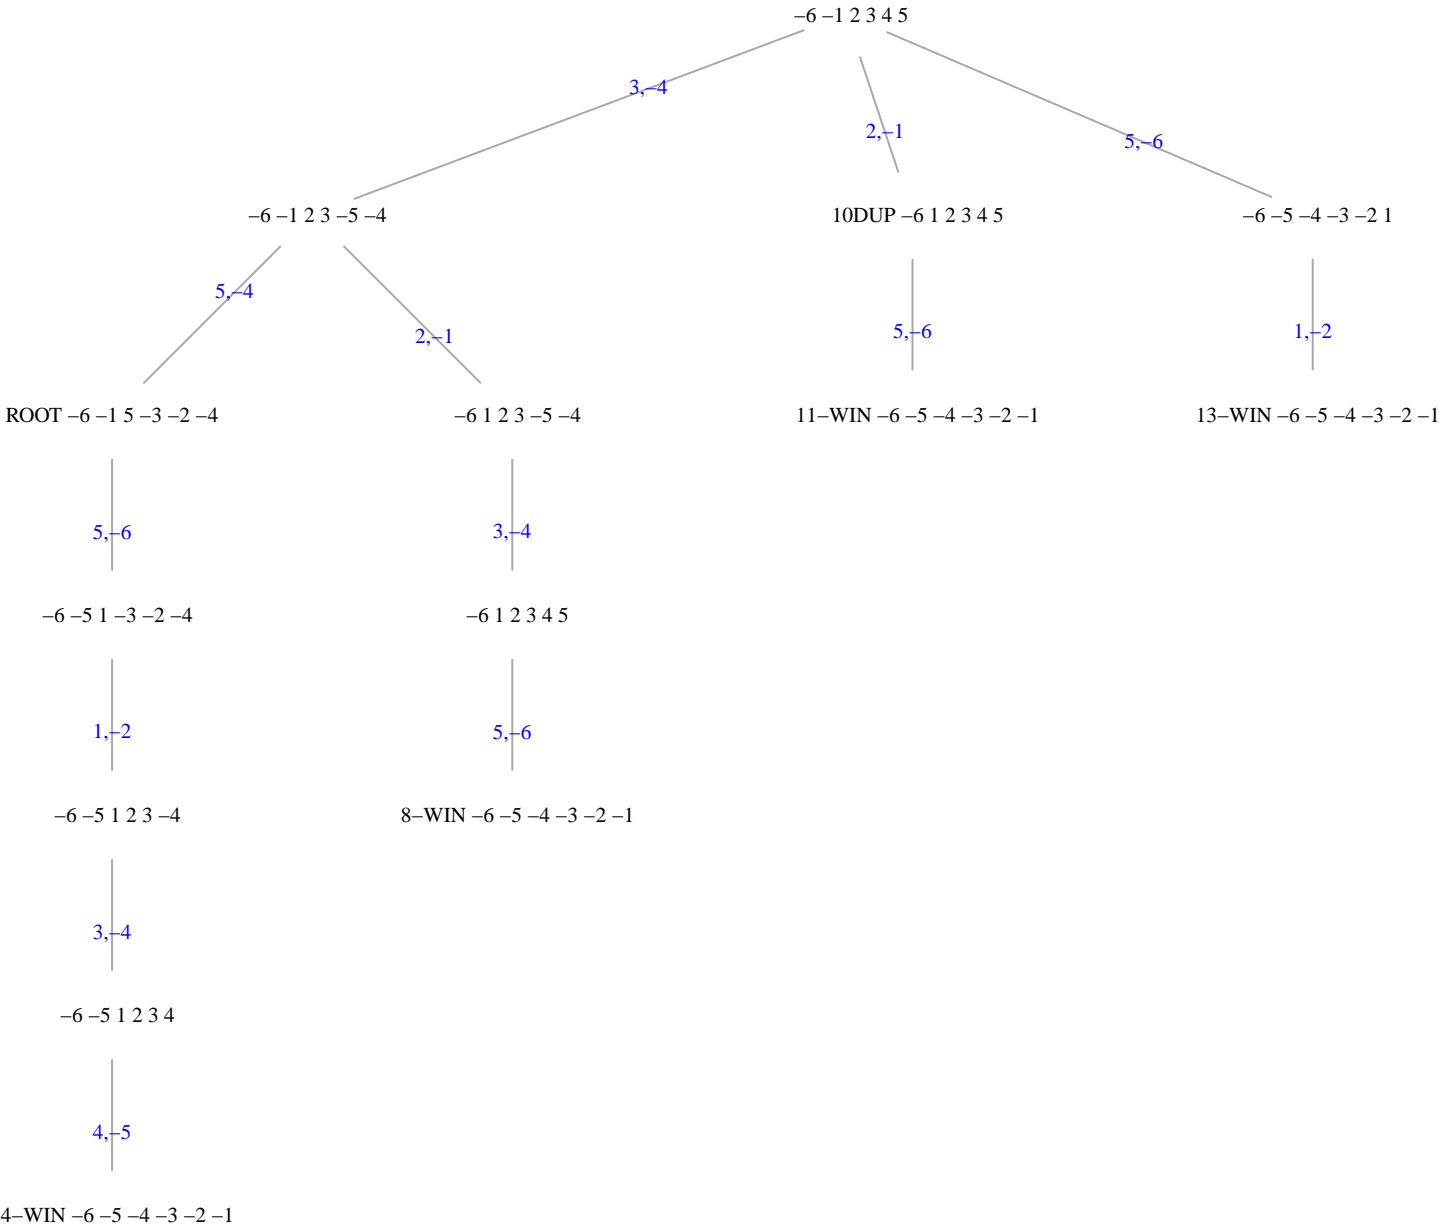 −6 −1 2 3 4 5
3,−4
2,−1
5,−6
−6 −1 2 3 −5 −4
10DUP −6 1 2 3 4 5
−6 −5 −4 −3 −2 1
5,−4
2,−1
5,−6
1,−2
ROOT −6 −1 5 −3 −2 −4
−6 1 2 3 −5 −4
11−WIN −6 −5 −4 −3 −2 −1
13−WIN −6 −5 −4 −3 −2 −1
5,−6
3,−4
−6 −5 1 −3 −2 −4
−6 1 2 3 4 5
1,−2
5,−6
−6 −5 1 2 3 −4
8−WIN −6 −5 −4 −3 −2 −1
3,−4
−6 −5 1 2 3 4
4,−5
4−WIN −6 −5 −4 −3 −2 −1